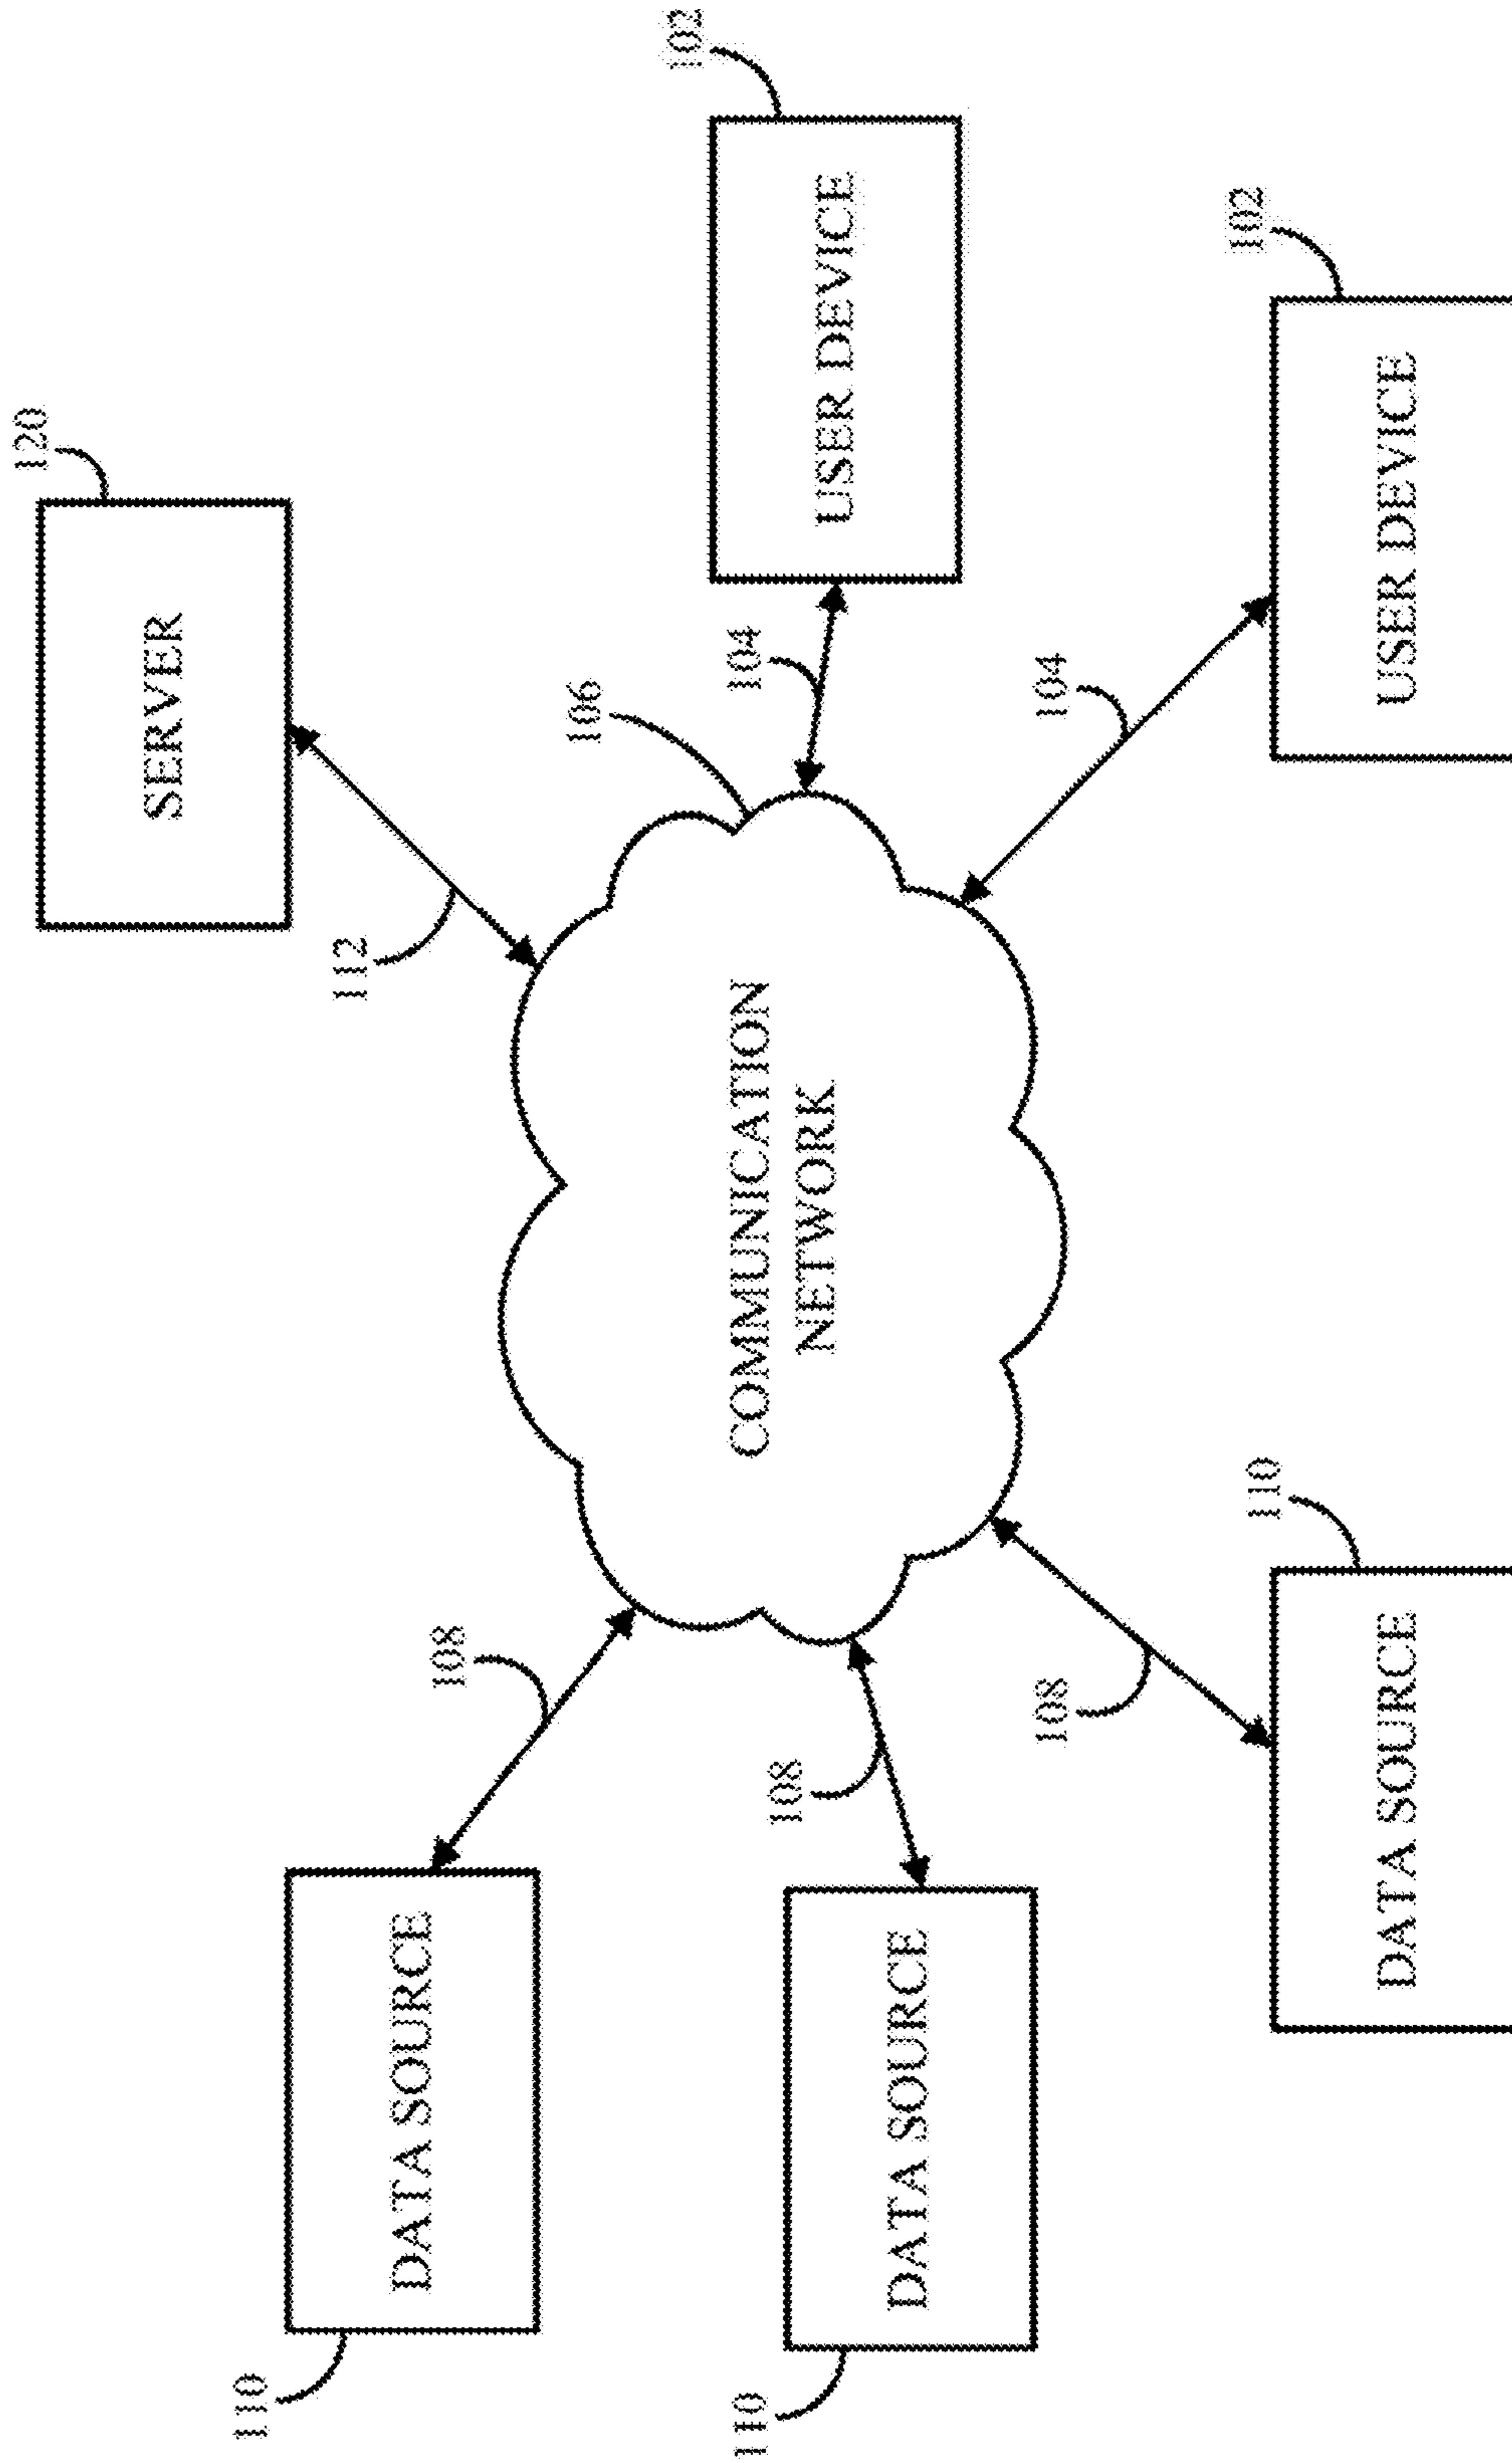 120
SERVER
110
112
DATA SOURCE
108
106
102
110
COMMUNICATION
NETWORK
104
108
USER DEVICE
DATA SOURCE
108
104
110
102
DATA SOURCE
USER DEVICE